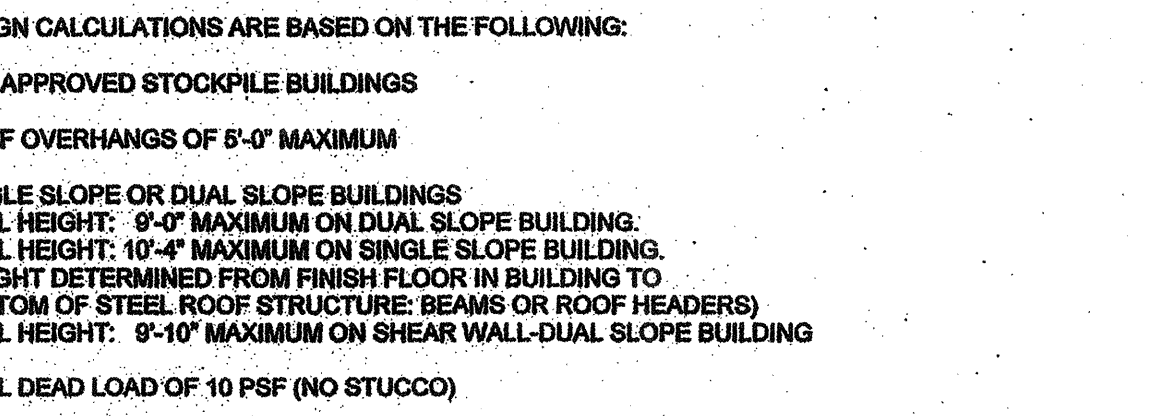 GN CALCULATIONS ARE BASED ON THE FOLLOWING:
APPROVED STOCKPILE BUILDINGS
F OVERHANGS OF 5'-0" MAXIMUM
GLE SLOPE OR DUAL SLOPE BUILDINGS
L HEIGHT: 9'-0" MAXIMUM ON DUAL SLOPE BUILDING.
L HEIGHT: 10'-4" MAXIMUM ON SINGLE SLOPE BUILDING.
GHT DETERMINED FROM FINISH FLOOR IN BUILDING TO
TOM OF STEEL ROOF STRUCTURE: BEAMS OR ROOF HEADERS)
L HEIGHT: 9'-10" MAXIMUM ON SHEAR WALL-DUAL SLOPE BUILDING
L DEAD LOAD OF 10 PSF (NO STUCCO)